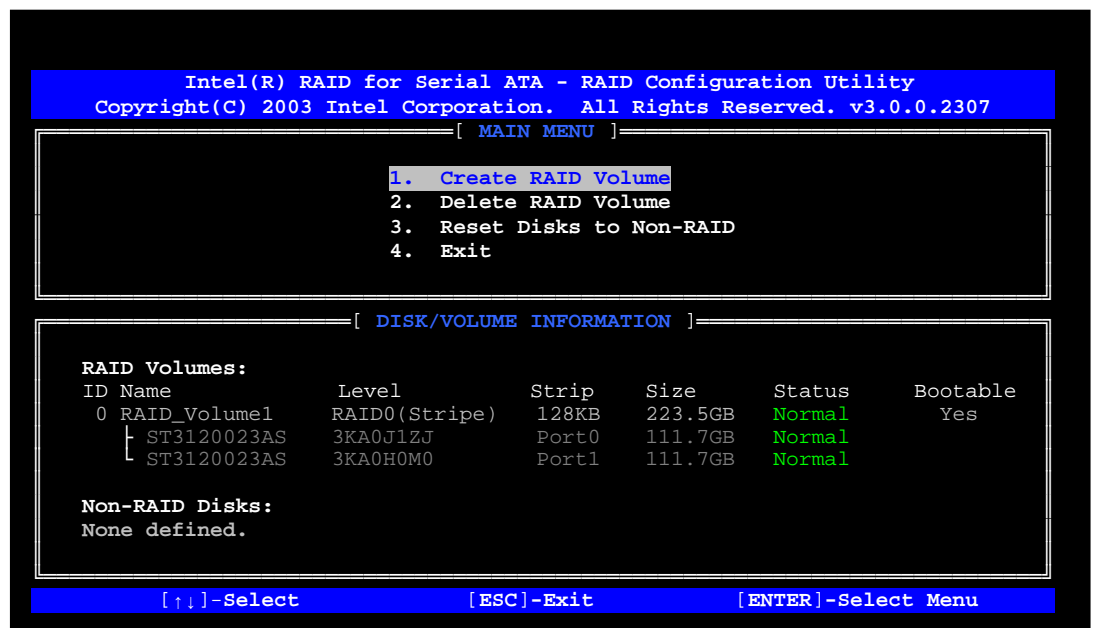 Intel(R) RAID for Serial ATA - RAID Configuration Utility
Copyright(C) 2003 Intel Corporation. All Rights Reserved. v3.0.0.2307
[ MAIN MENU ]
1. Create RAID Volume
2. Delete RAID Volume
3. Reset Disks to Non-RAID
4. Exit
[ DISK/VOLUME INFORMATION ]
RAID Volumes:
ID Name Level Strip Size Status Bootable
0 RAID_Volume1 RAID0(Stripe) 128KB 223.5GB Normal Yes
ST3120023AS 3KA0J1ZJ Port0 111.7GB Normal
ST3120023AS 3KA0H0M0 Port1 111.7GB Normal
Non-RAID Disks:
None defined.
[↑↓]-Select [ESC]-Exit [ENTER]-Select Menu